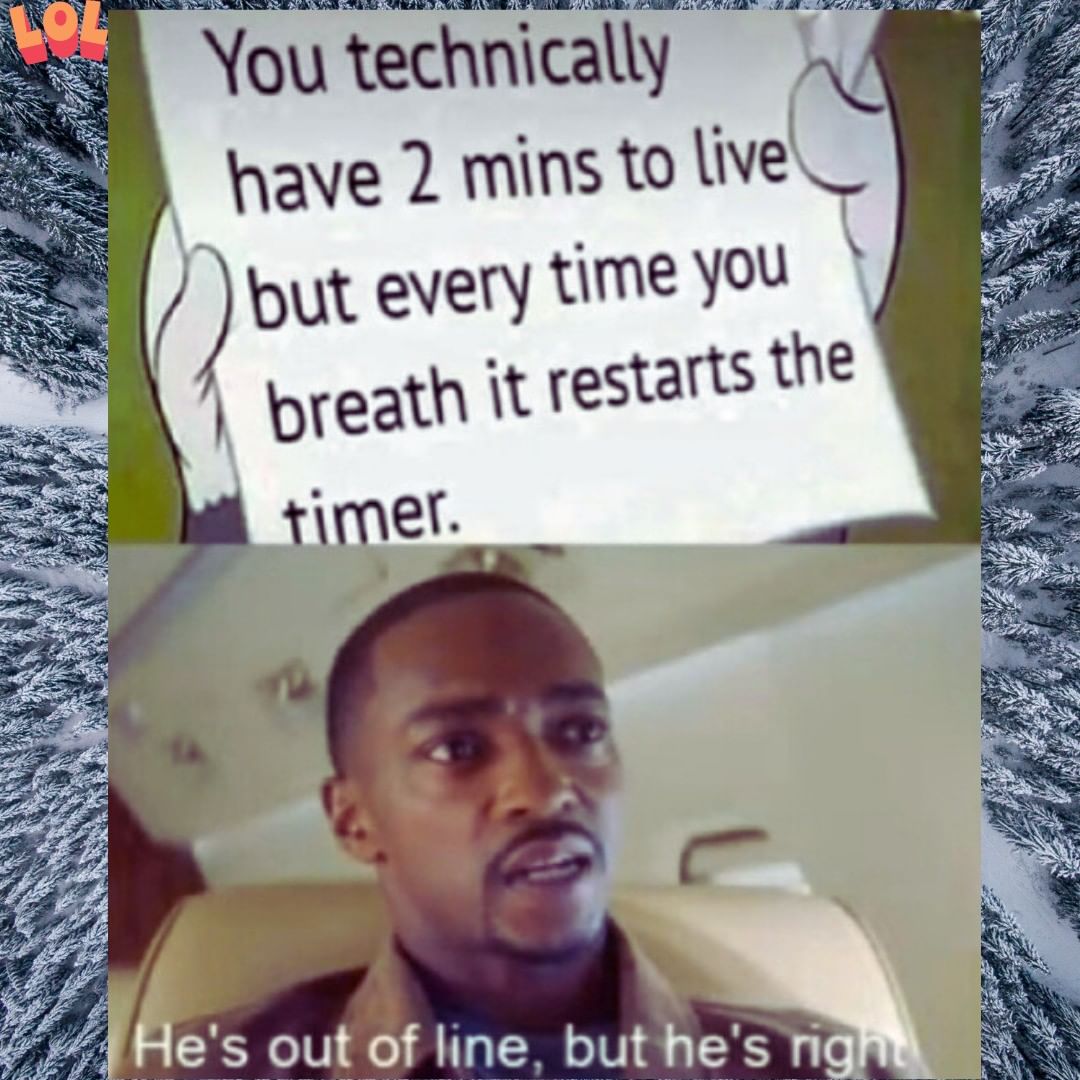 LOL
You technically
have 2 mins to live
but every time you
breath it restarts the
timer.
He's out of line, but he's right